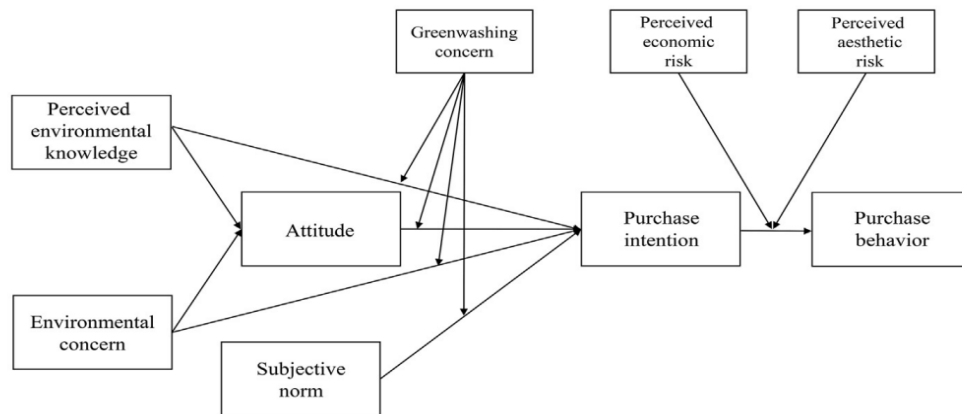 Greenwashing
concern
Perceived
economic
risk
Perceived
aesthetic
risk
Perceived
environmental
knowledge
Attitude
Purchase
intention
Purchase
behavior
Environmental
concern
Subjective
norm